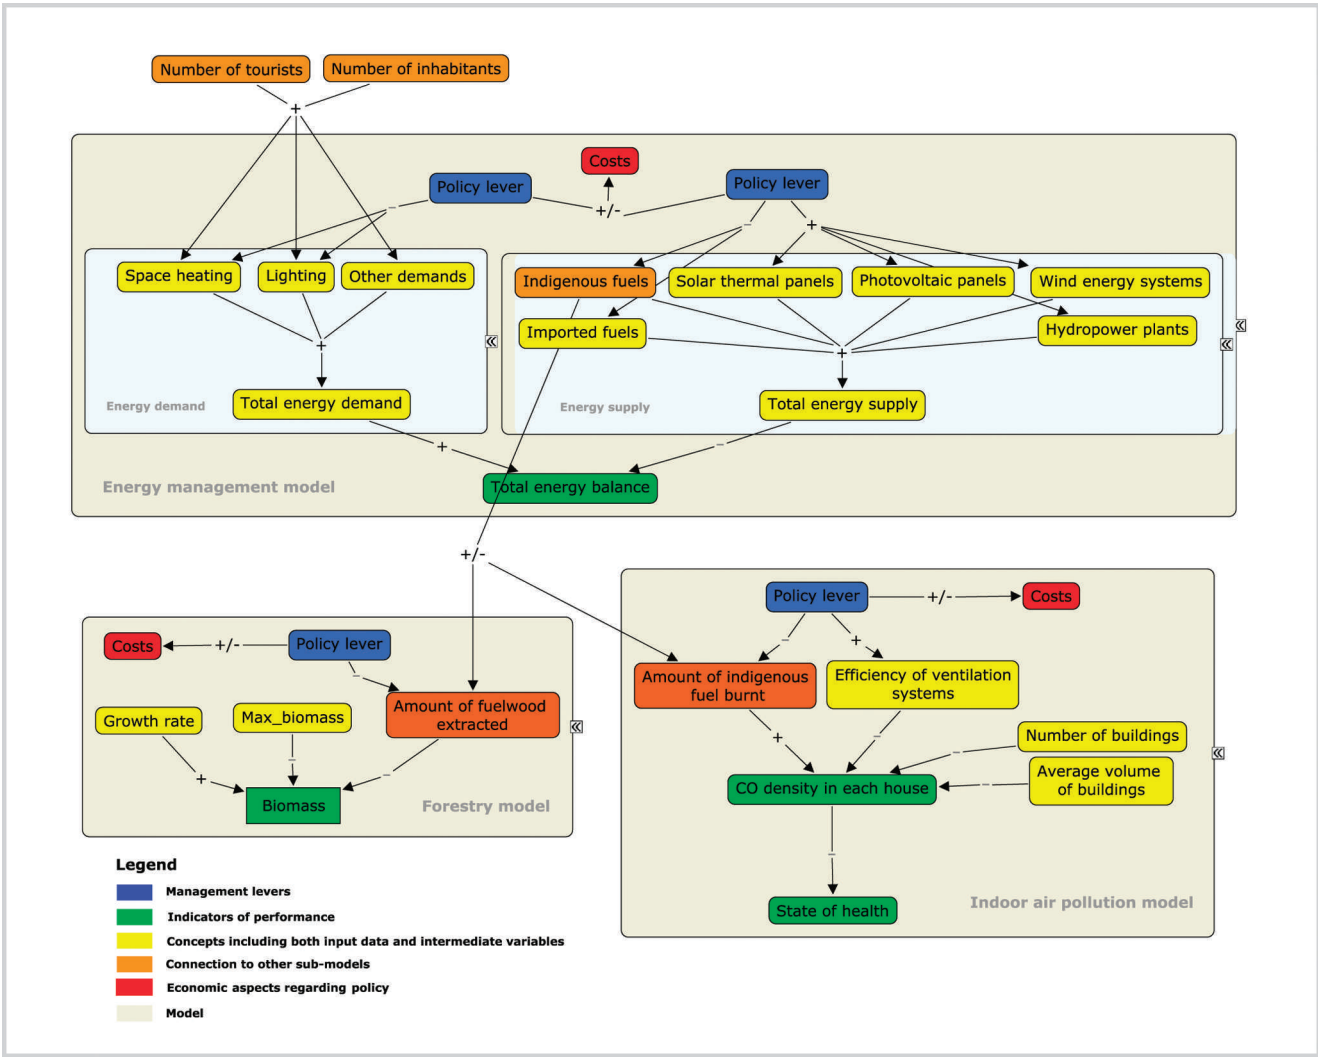 Number of tourists
Number of inhabitants
+
Costs
Policy lever
Policy lever
–
+/-
–
+
Space heating
Lighting
Other demands
Indigenous fuels
Solar thermal panels
Photovoltaic panels
Wind energy systems
Imported fuels
Hydropower plants
+
+
Total energy demand
Total energy supply
Energy demand
Energy supply
+
–
Energy management model
Total energy balance
+/-
Policy lever
+/-
Costs
Costs
+/-
Policy lever
–
+
–
Amount of indigenous
fuel burnt
Efficiency of ventilation
systems
Growth rate
Max_biomass
Amount of fuelwood
extracted
+
–
Number of buildings
–
+
–
–
Biomass
Forestry model
CO density in each house
–
Average volume
of buildings
–
State of health
Indoor air pollution model
Legend
Management levers
Indicators of performance
Concepts including both input data and intermediate variables
Connection to other sub-models
Economic aspects regarding policy
Model